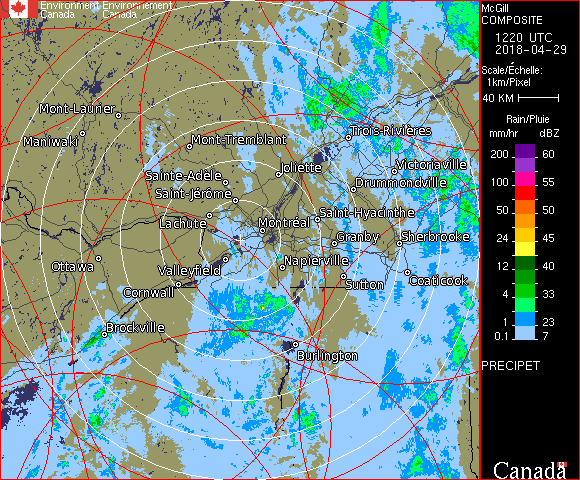 Environment Environnement
Canada Canada
McGill
COMPOSITE
1220 UTC
2018-04-29
Scale/Échelle:
1km/Pixel
40 KM
Rain/Pluie
mm/hr dBZ
200 60
100 55
50 50
24 45
12 40
4 33
1 23
0.1 7
PRECIPET
Canada
Mont-Laurier
Maniwaki
Mont-Tremblant
Trois-Rivières
Joliette
Victoriaville
Sainte-Adèle
Drummondville
Saint-Jérôme
Saint-Hyacinthe
Lachute
Montréal
Granby
Sherbrooke
Ottawa
Valleyfield
Napierville
Coaticook
Sutton
Cornwall
Brockville
Burlington